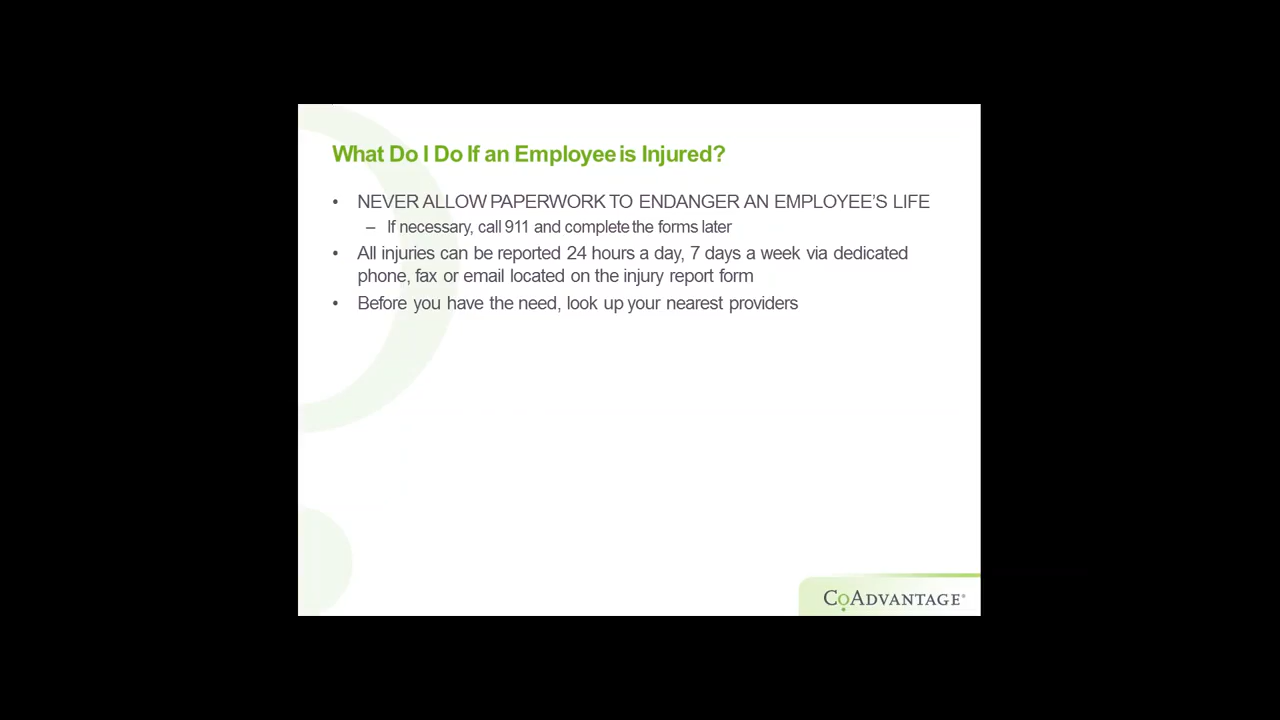 What Do I Do If an Employee is Injured?
• NEVER ALLOW PAPERWORK TO ENDANGER AN EMPLOYEE'S LIFE
– If necessary, call 911 and complete the forms later
• All injuries can be reported 24 hours a day, 7 days a week via dedicated
phone, fax or email located on the injury report form
• Before you have the need, look up your nearest providers
COADVANTAGE®